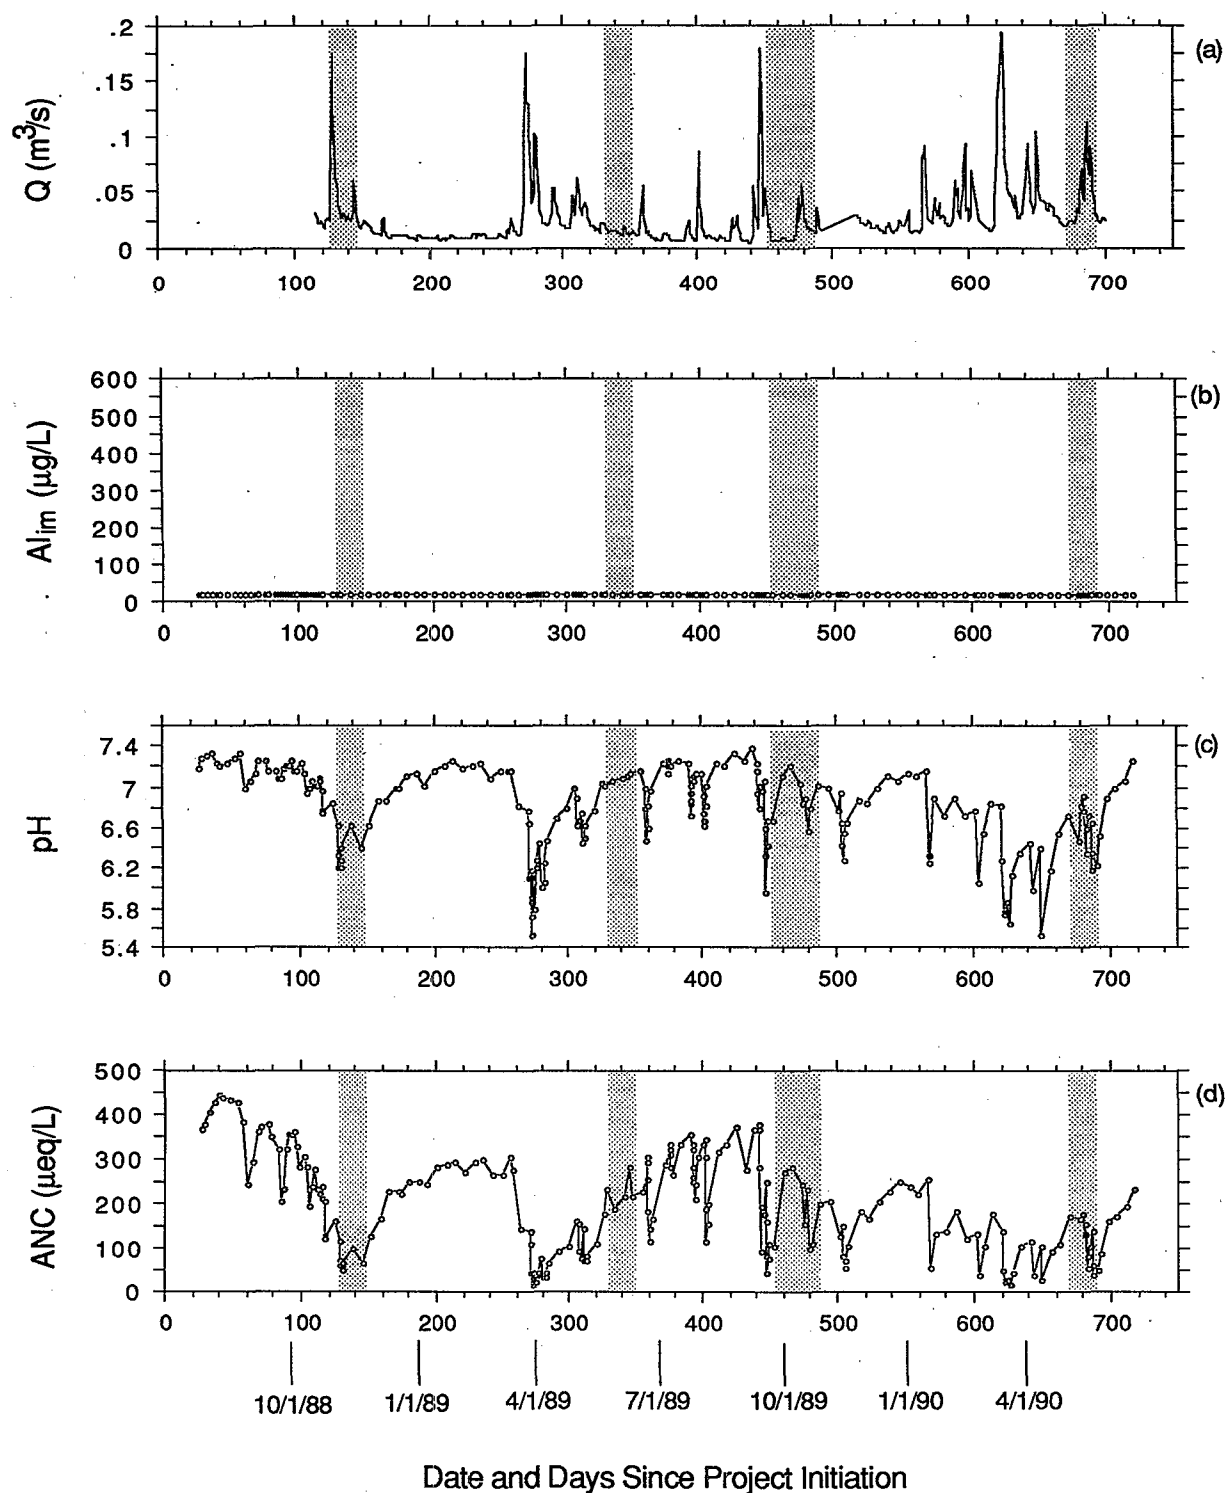 (a)
Q (m3/s)
.2
.15
.1
.05
0
0 100 200 300 400 500 600 700
(b)
Alim (µg/L)
600
500
400
300
200
100
0
0 100 200 300 400 500 600 700
(c)
pH
7.4
7
6.6
6.2
5.8
5.4
0 100 200 300 400 500 600 700
(d)
ANC (µeq/L)
500
400
300
200
100
0
0 100 200 300 400 500 600 700
10/1/88 1/1/89 4/1/89 7/1/89 10/1/89 1/1/90 4/1/90
Date and Days Since Project Initiation